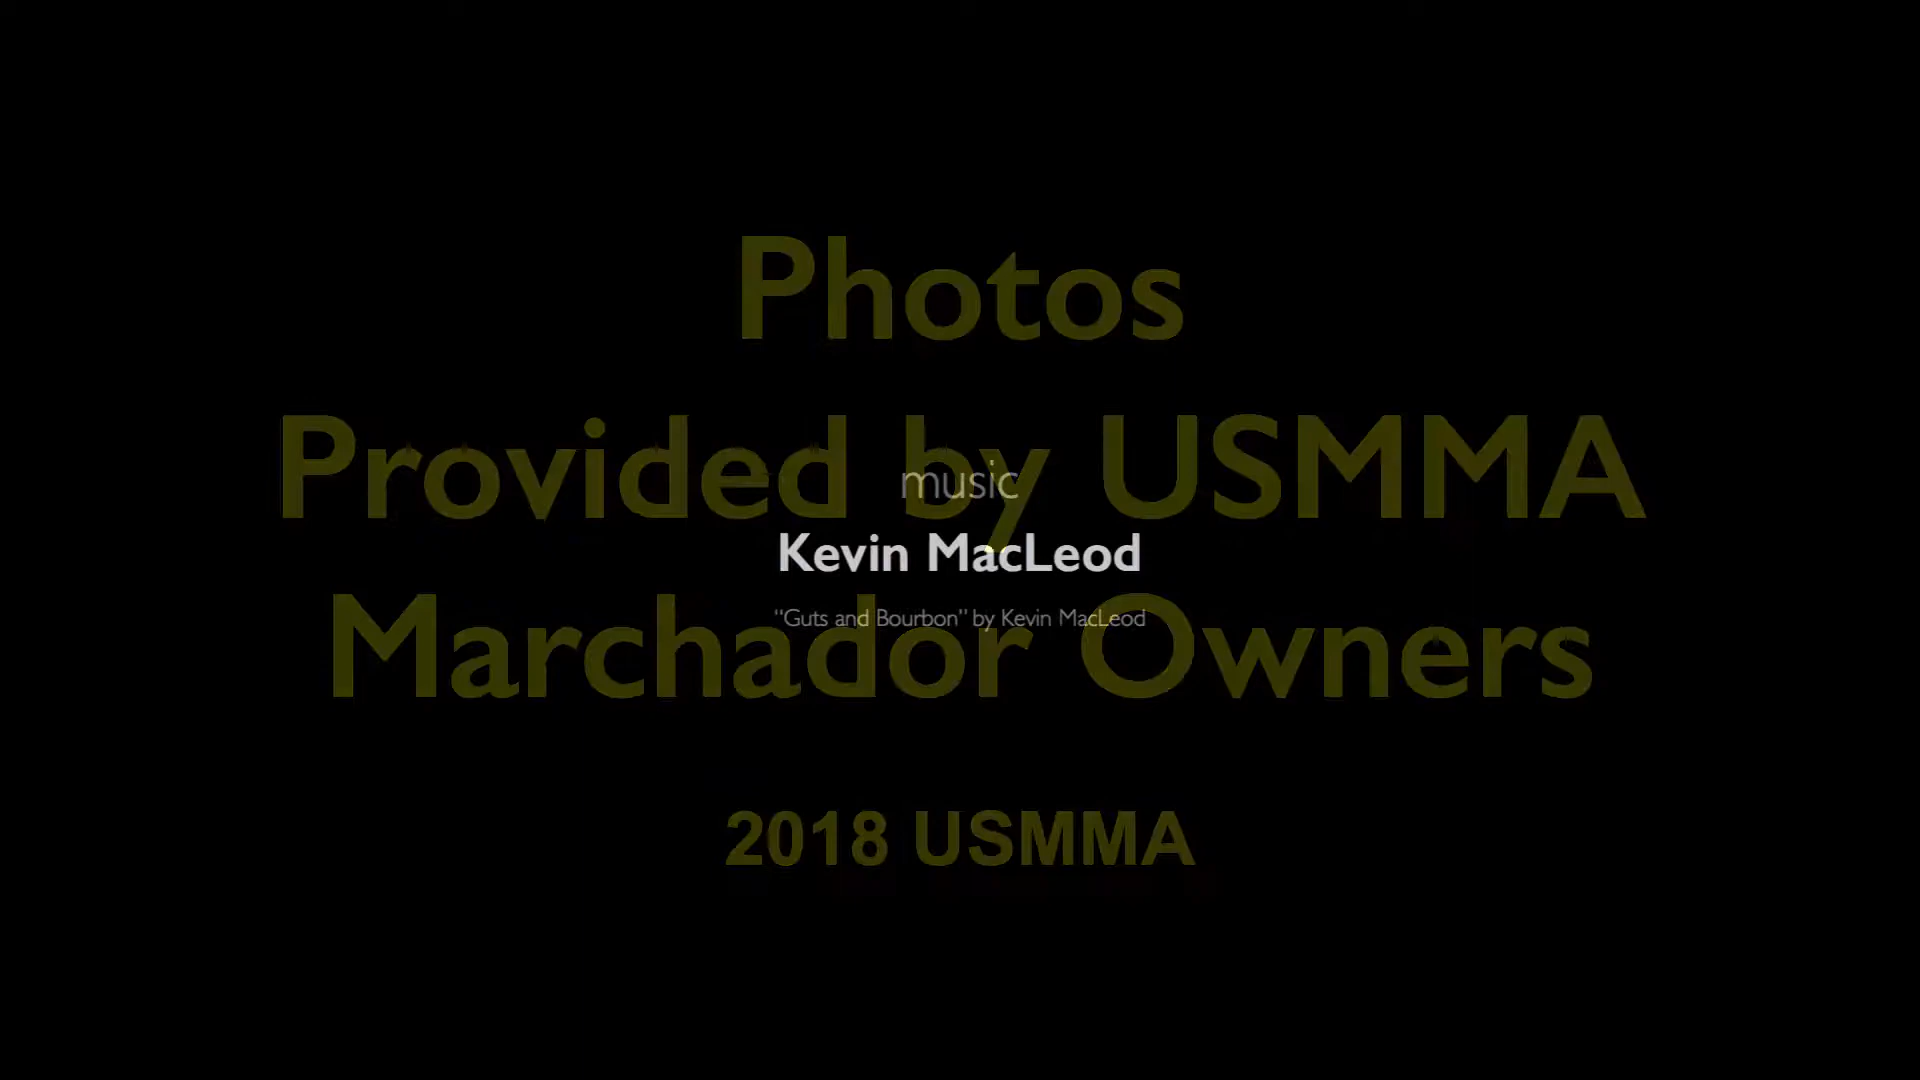 Photos
Provided by USMMA
music
Kevin MacLeod
“Guts and Bourbon” by Kevin MacLeod
Marchador Owners
2018 USMMA